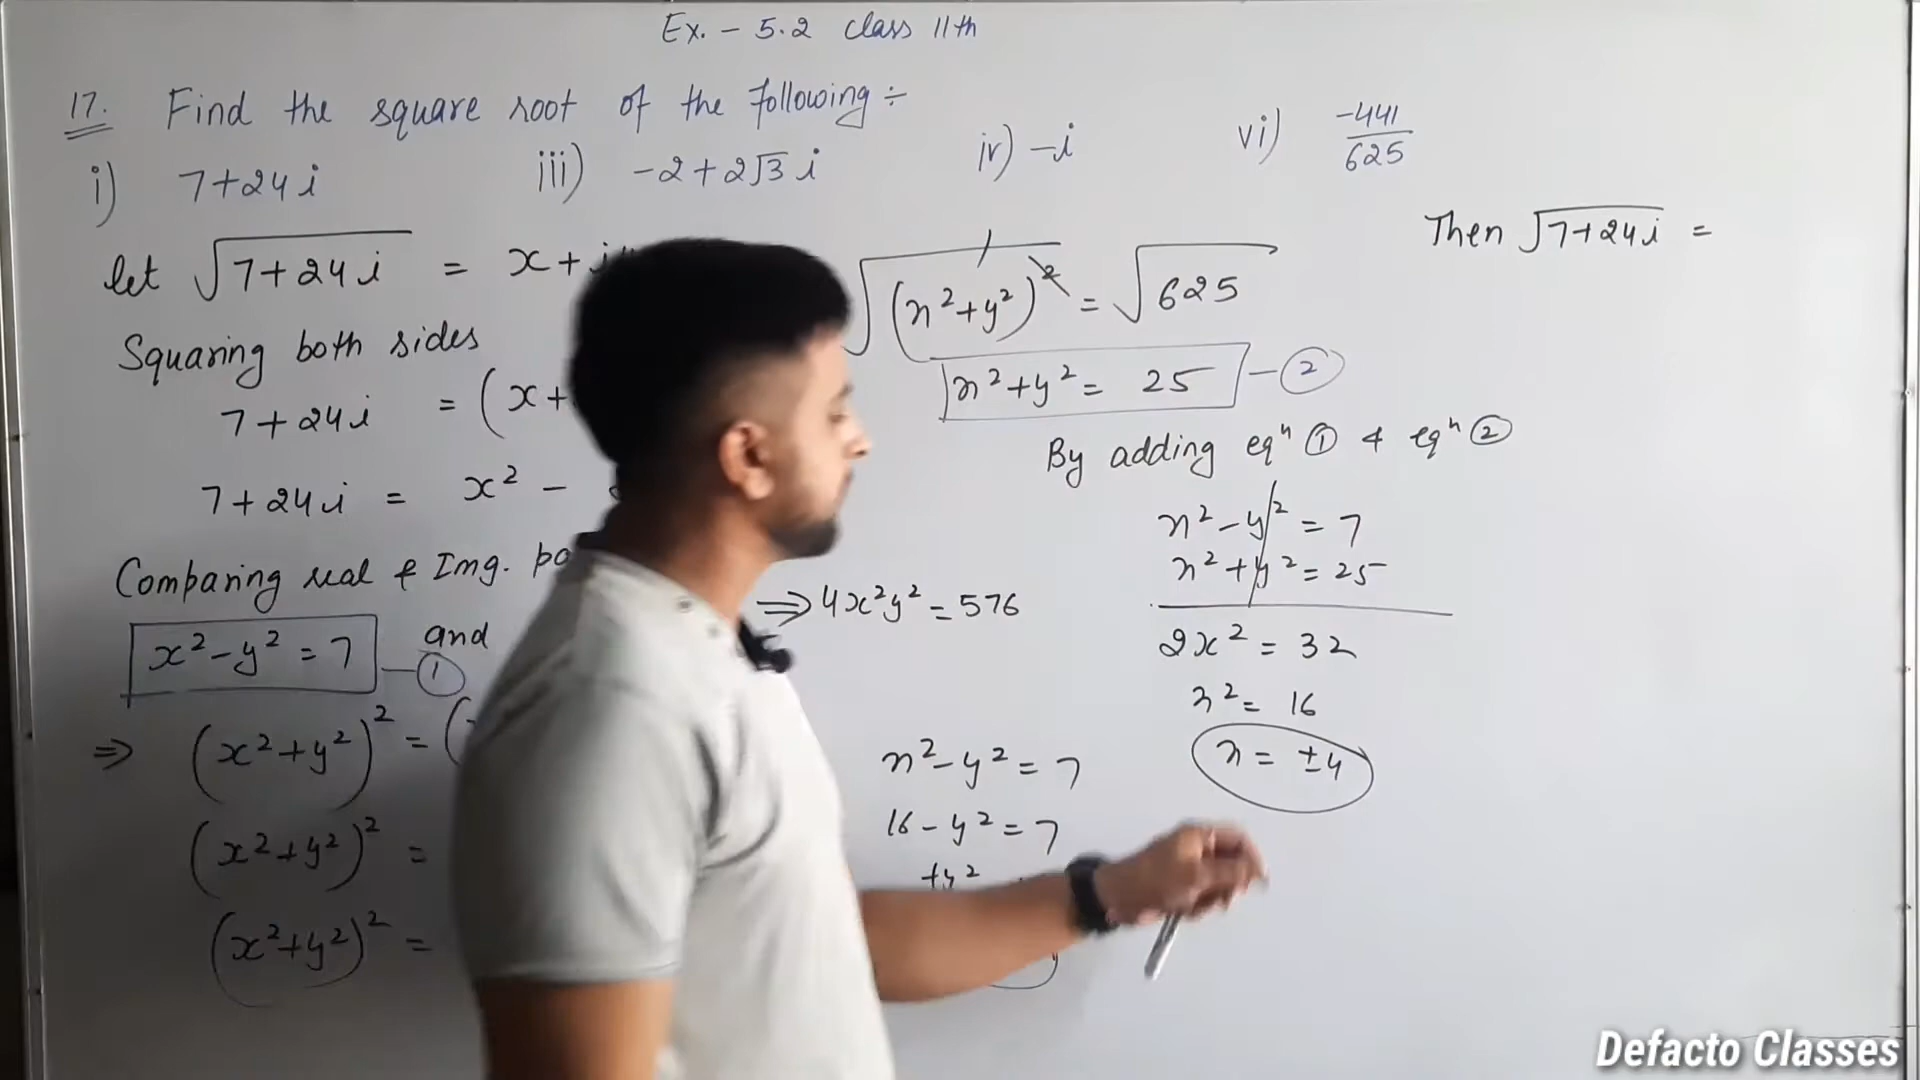 Ex. - 5.2 class 11th
17. Find the square root of the following ÷
i) 7+24i iii) -2+2√3 i iv) -i vi) -441/625
let √7+24i = x+i
Squaring both sides
7+24i = (x+
7+24i = x² -
Comparing real & Img.
x²-y² = 7 — ① and
⇒ (x²+y²)² = (
(x²+y²)² =
(x²+y²)² =
√(x²+y²)² = √625
x²+y² = 25 — ②
⇒ 4x²y² = 576
x²-y² = 7
16-y² = 7
+y²
By adding eqⁿ ① & eqⁿ ②
x²-y² = 7
x²+y² = 25
2x² = 32
x² = 16
x = ±4
Then √7+24i =
Defacto Classes